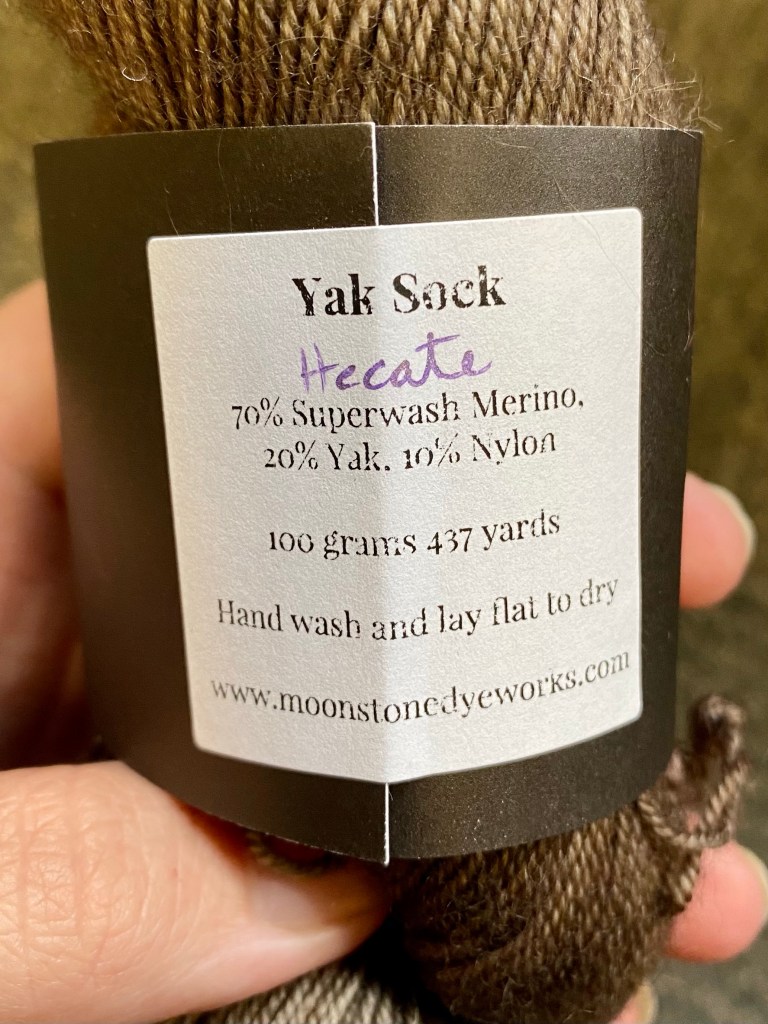 Yak Sock
Hecate
70% Superwash Merino,
20% Yak, 10% Nylon
100 grams 437 yards
Hand wash and lay flat to dry
www.moonstonedyeworks.com